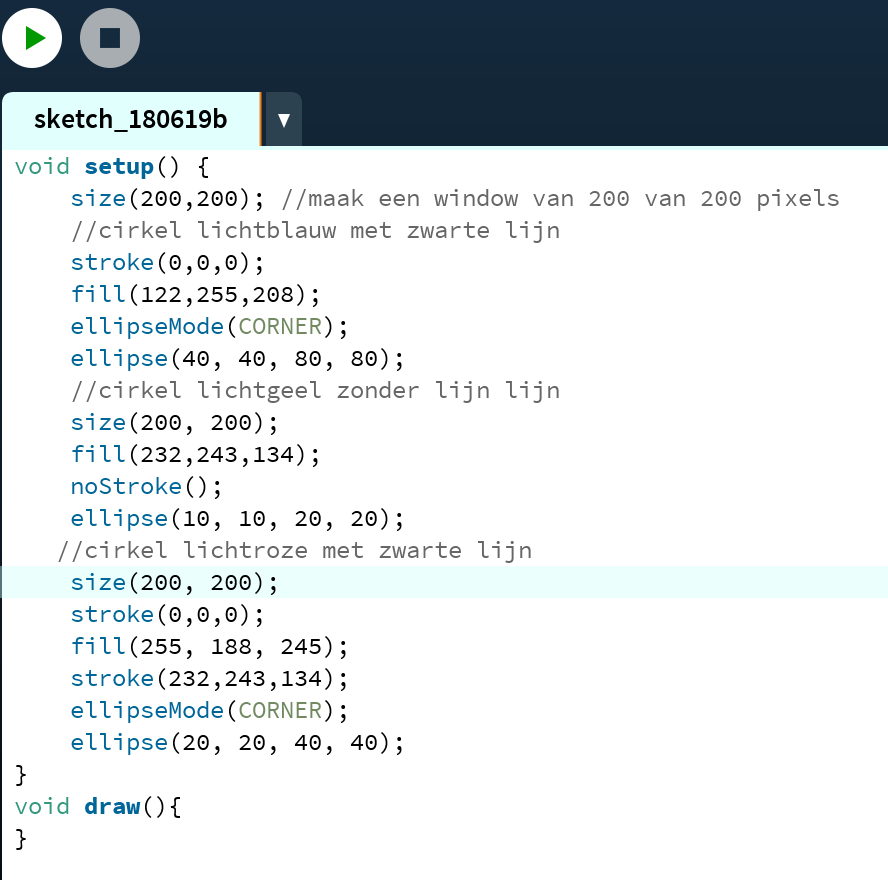 sketch_180619b ▼
void setup() {
    size(200,200); //maak een window van 200 van 200 pixels
    //cirkel lichtblauw met zwarte lijn
    stroke(0,0,0);
    fill(122,255,208);
    ellipseMode(CORNER);
    ellipse(40, 40, 80, 80);
    //cirkel lichtgeel zonder lijn lijn
    size(200, 200);
    fill(232,243,134);
    noStroke();
    ellipse(10, 10, 20, 20);
   //cirkel lichtroze met zwarte lijn
    size(200, 200);
    stroke(0,0,0);
    fill(255, 188, 245);
    stroke(232,243,134);
    ellipseMode(CORNER);
    ellipse(20, 20, 40, 40);
}
void draw(){
}